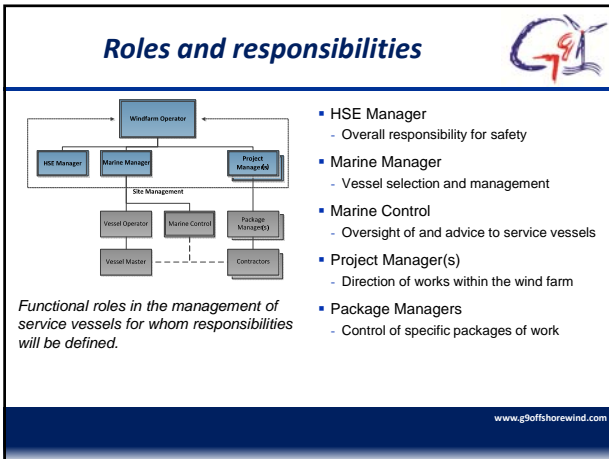 Roles and responsibilities
G9
Windfarm Operator
HSE Manager
Marine Manager
Project
Manager(s)
Site Management
Vessel Operator
Marine Control
Package
Manager(s)
Vessel Master
Contractors
Functional roles in the management of
service vessels for whom responsibilities
will be defined.
▪ HSE Manager
- Overall responsibility for safety
▪ Marine Manager
- Vessel selection and management
▪ Marine Control
- Oversight of and advice to service vessels
▪ Project Manager(s)
- Direction of works within the wind farm
▪ Package Managers
- Control of specific packages of work
www.g9offshorewind.com